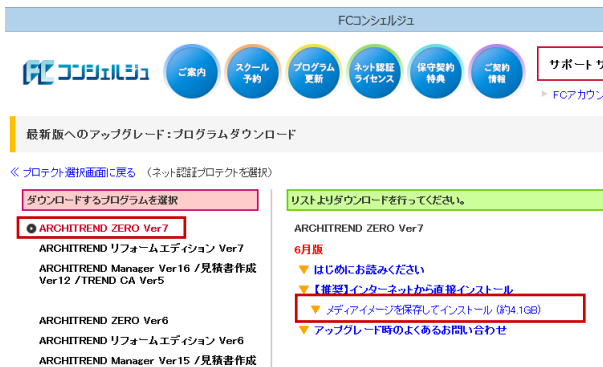 FCコンシェルジュ
FC コンシェルジュ
ご案内
スクール
予約
プログラム
更新
ネット認証
ライセンス
保守契約
特典
ご契約
情報
サポートサ
FCアカウン
最新版へのアップグレード:プログラムダウンロード
≪ プロテクト選択画面に戻る (ネット認証プロテクトを選択)
ダウンロードするプログラムを選択
ARCHITREND ZERO Ver7
ARCHITREND リフォームエディション Ver7
ARCHITREND Manager Ver16 /見積書作成
Ver12 /TREND CA Ver5
ARCHITREND ZERO Ver6
ARCHITREND リフォームエディション Ver6
ARCHITREND Manager Ver15 /見積書作成
リストよりダウンロードを行ってください。
ARCHITREND ZERO Ver7
6月版
▼ はじめにお読みください
▼ 【推奨】インターネットから直接インストール
▼ メディアイメージを保存してインストール (約4.1GB)
▼ アップグレード時のよくあるお問い合わせ